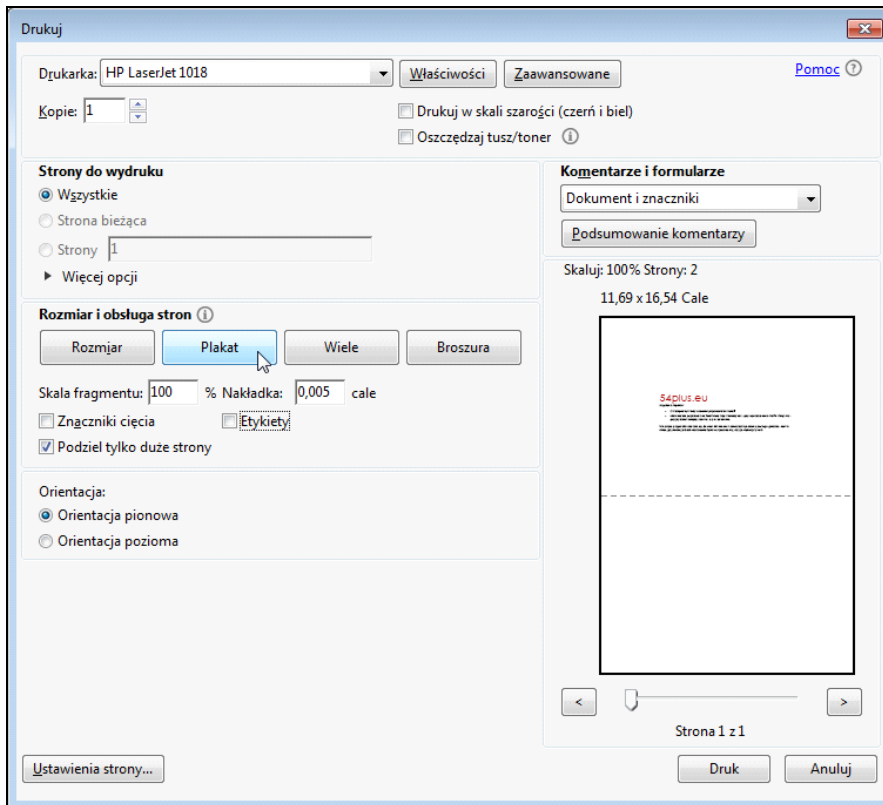 Drukuj
Drukarka: HP LaserJet 1018 Właściwości Zaawansowane Pomoc
Kopie: 1 Drukuj w skali szarości (czerń i biel)
Oszczędzaj tusz/toner
Strony do wydruku
Wszystkie
Strona bieżąca
Strony 1
Więcej opcji
Rozmiar i obsługa stron
Rozmiar Plakat Wiele Broszura
Skala fragmentu: 100 % Nakładka: 0,005 cale
Znaczniki cięcia Etykiety
Podziel tylko duże strony
Orientacja:
Orientacja pionowa
Orientacja pozioma
Komentarze i formularze
Dokument i znaczniki
Podsumowanie komentarzy
Skaluj: 100% Strony: 2
11,69 x 16,54 Cale
54plus.eu
< >
Strona 1 z 1
Ustawienia strony... Druk Anuluj